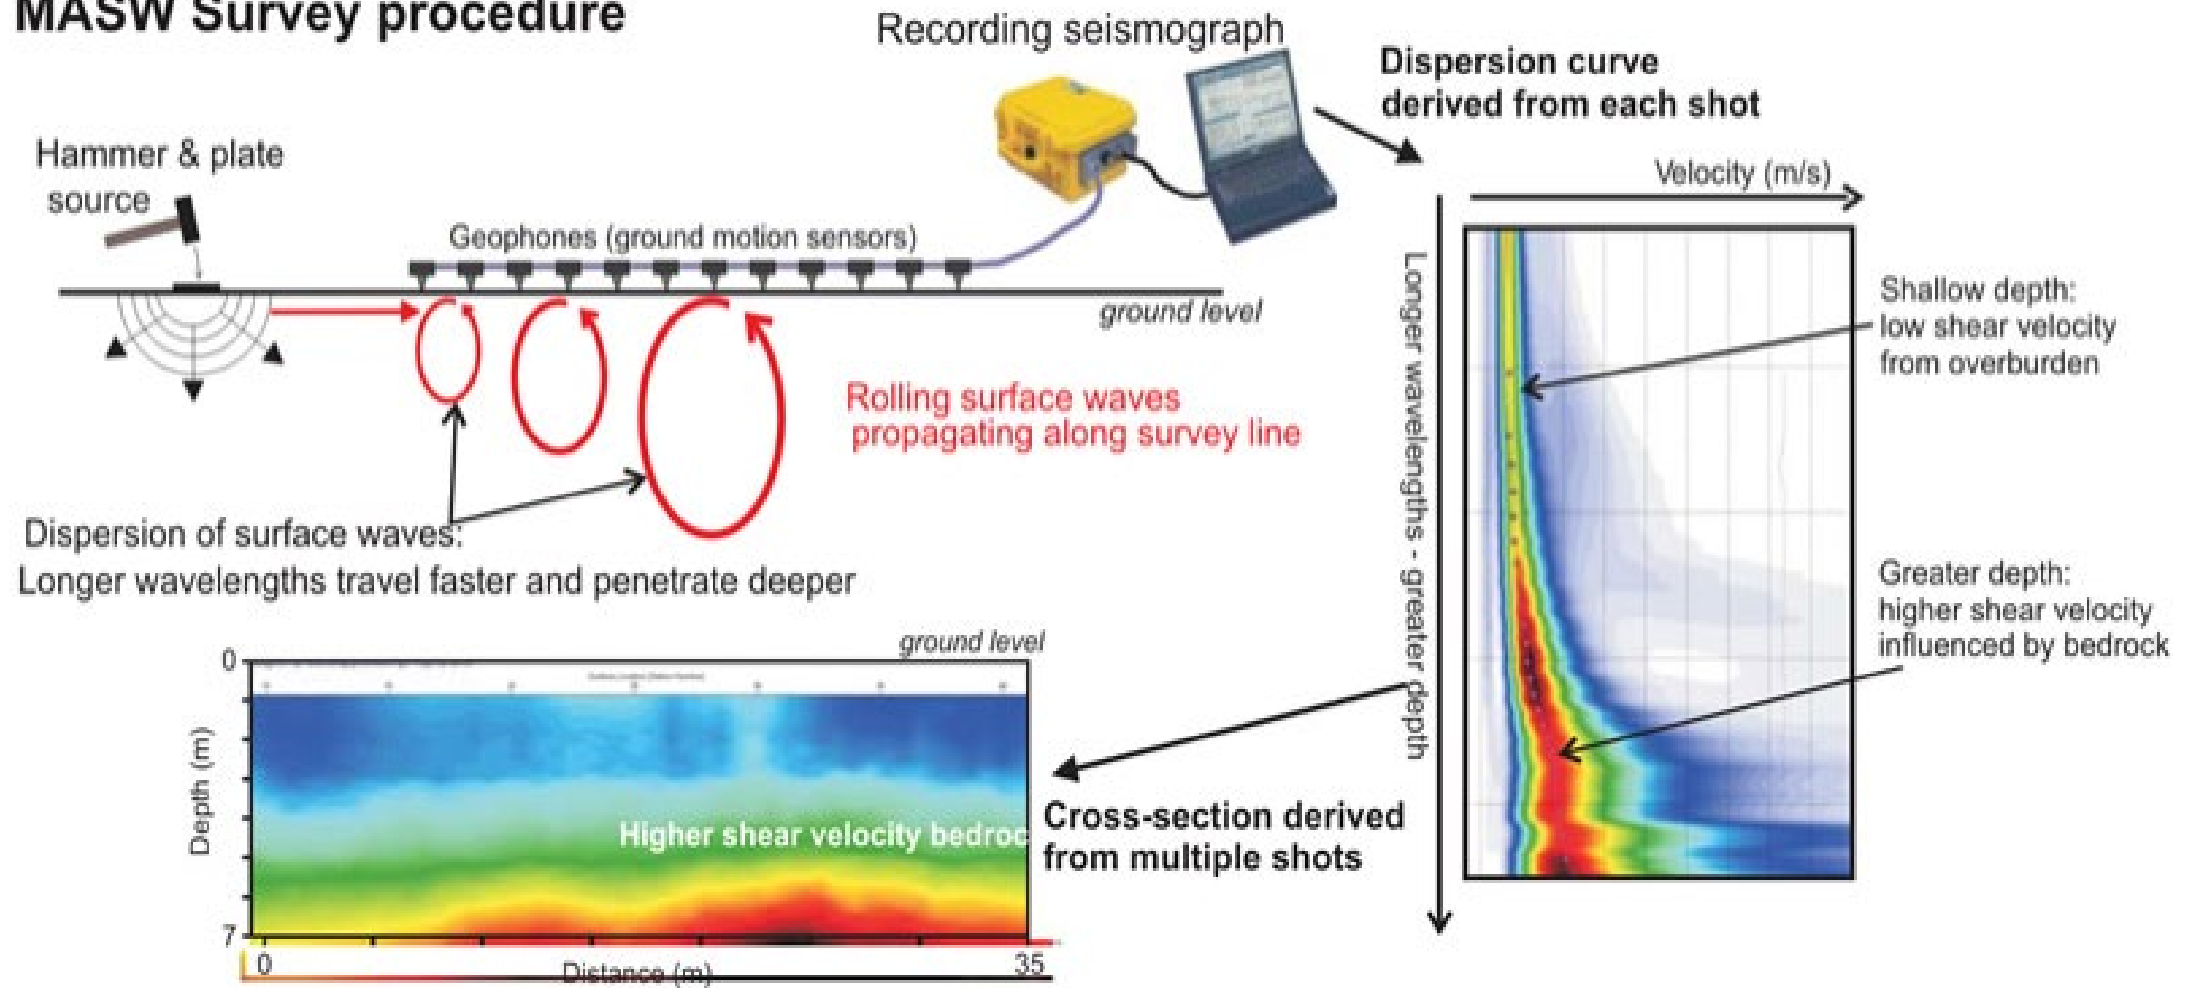 MASW Survey procedure
Recording seismograph
Dispersion curve
derived from each shot
Hammer & plate
source
Velocity (m/s)
Geophones (ground motion sensors)
ground level
Longer wavelengths - greater depth
Shallow depth:
low shear velocity
from overburden
Rolling surface waves
propagating along survey line
Dispersion of surface waves:
Longer wavelengths travel faster and penetrate deeper
Greater depth:
higher shear velocity
influenced by bedrock
ground level
0
Depth (m)
Higher shear velocity bedroc
Cross-section derived
from multiple shots
7
0
35
Distance (m)